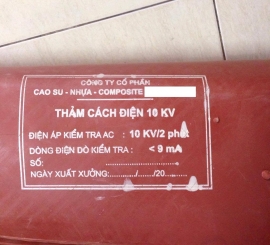 CÔNG TY CỔ PHẦN
CAO SU - NHỰA - COMPOSITE
THẢM CÁCH ĐIỆN 10 KV
ĐIỆN ÁP KIỂM TRA AC : 10 KV/2 phút
DÒNG ĐIỆN DÒ KIỂM TRA : < 9 mA
SỐ:
NGÀY XUẤT XƯỞNG:........../......./20....